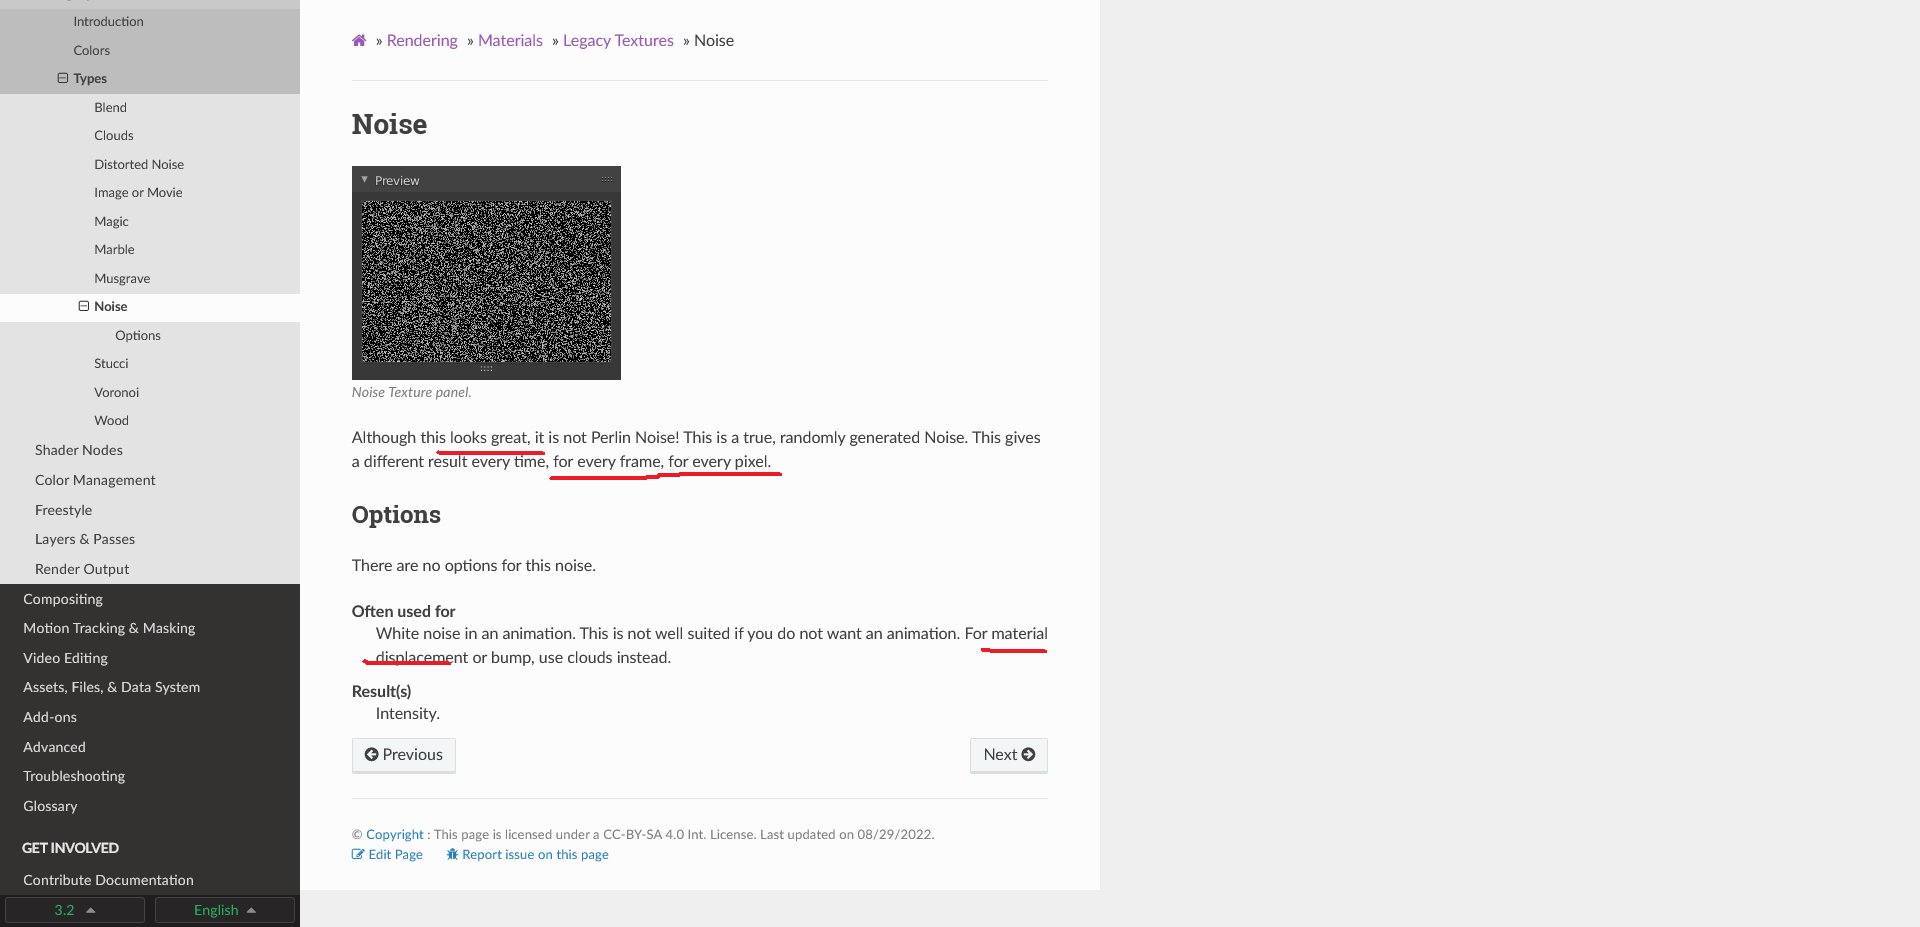 Introduction
Colors
Types
Blend
Clouds
Distorted Noise
Image or Movie
Magic
Marble
Musgrave
Noise
Options
Stucci
Voronoi
Wood
Shader Nodes
Color Management
Freestyle
Layers & Passes
Render Output
Compositing
Motion Tracking & Masking
Video Editing
Assets, Files, & Data System
Add-ons
Advanced
Troubleshooting
Glossary
GET INVOLVED
Contribute Documentation
3.2 English
» Rendering » Materials » Legacy Textures » Noise
Noise
Preview
Noise Texture panel.
Although this looks great, it is not Perlin Noise! This is a true, randomly generated Noise. This gives
a different result every time, for every frame, for every pixel.
Options
There are no options for this noise.
Often used for
White noise in an animation. This is not well suited if you do not want an animation. For material
displacement or bump, use clouds instead.
Result(s)
Intensity.
Previous Next
© Copyright : This page is licensed under a CC-BY-SA 4.0 Int. License. Last updated on 08/29/2022.
Edit Page Report issue on this page